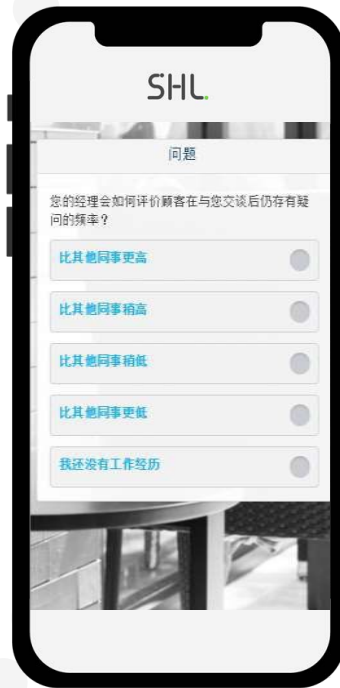 SHL.
问题
您的经理会如何评价顾客在与您交谈后仍存有疑
问的频率？
比其他同事更高
比其他同事稍高
比其他同事稍低
比其他同事更低
我还没有工作经历